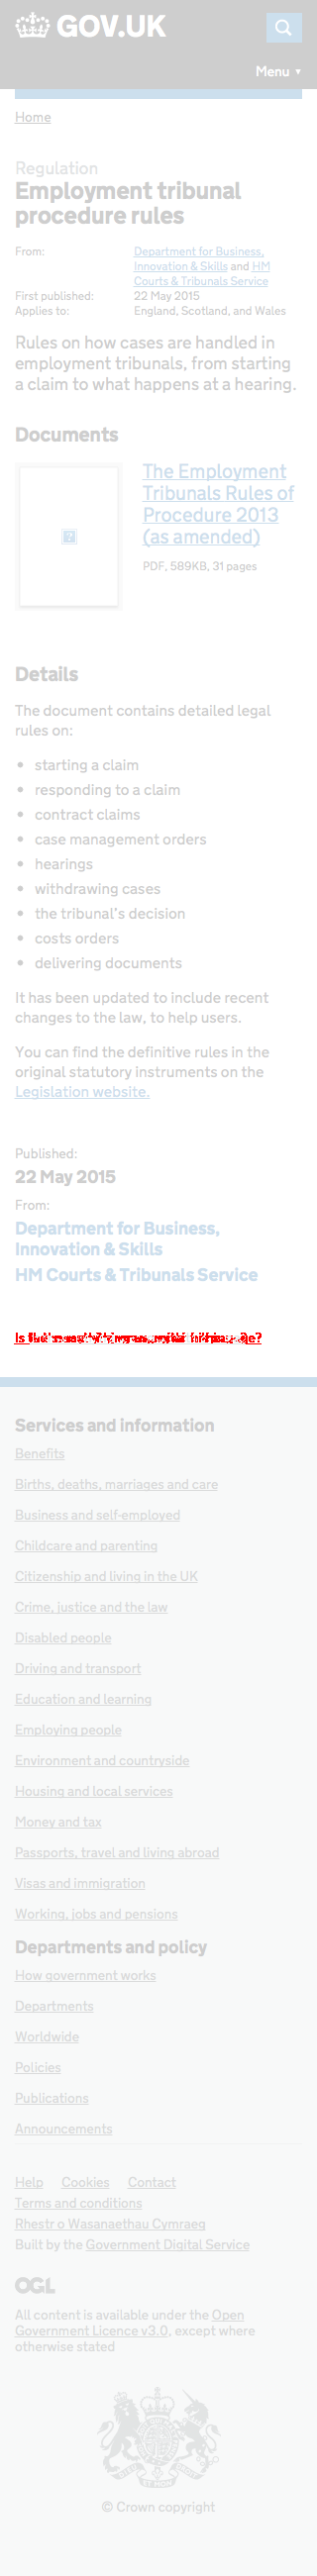 GOV.UK
Menu ▼
Home
Regulation
Employment tribunal
procedure rules
From: Department for Business,
Innovation & Skills and HM
Courts & Tribunals Service
First published: 22 May 2015
Applies to: England, Scotland, and Wales
Rules on how cases are handled in
employment tribunals, from starting
a claim to what happens at a hearing.
Documents
The Employment
Tribunals Rules of
Procedure 2013
(as amended)
PDF, 589KB, 31 pages
Details
The document contains detailed legal
rules on:
• starting a claim
• responding to a claim
• contract claims
• case management orders
• hearings
• withdrawing cases
• the tribunal's decision
• costs orders
• delivering documents
It has been updated to include recent
changes to the law, to help users.
You can find the definitive rules in the
original statutory instruments on the
Legislation website.
Published:
22 May 2015
From:
Department for Business,
Innovation & Skills
HM Courts & Tribunals Service
Services and information
Benefits
Births, deaths, marriages and care
Business and self-employed
Childcare and parenting
Citizenship and living in the UK
Crime, justice and the law
Disabled people
Driving and transport
Education and learning
Employing people
Environment and countryside
Housing and local services
Money and tax
Passports, travel and living abroad
Visas and immigration
Working, jobs and pensions
Departments and policy
How government works
Departments
Worldwide
Policies
Publications
Announcements
Help Cookies Contact
Terms and conditions
Rhestr o Wasanaethau Cymraeg
Built by the Government Digital Service
OGL
All content is available under the Open
Government Licence v3.0, except where
otherwise stated
© Crown copyright